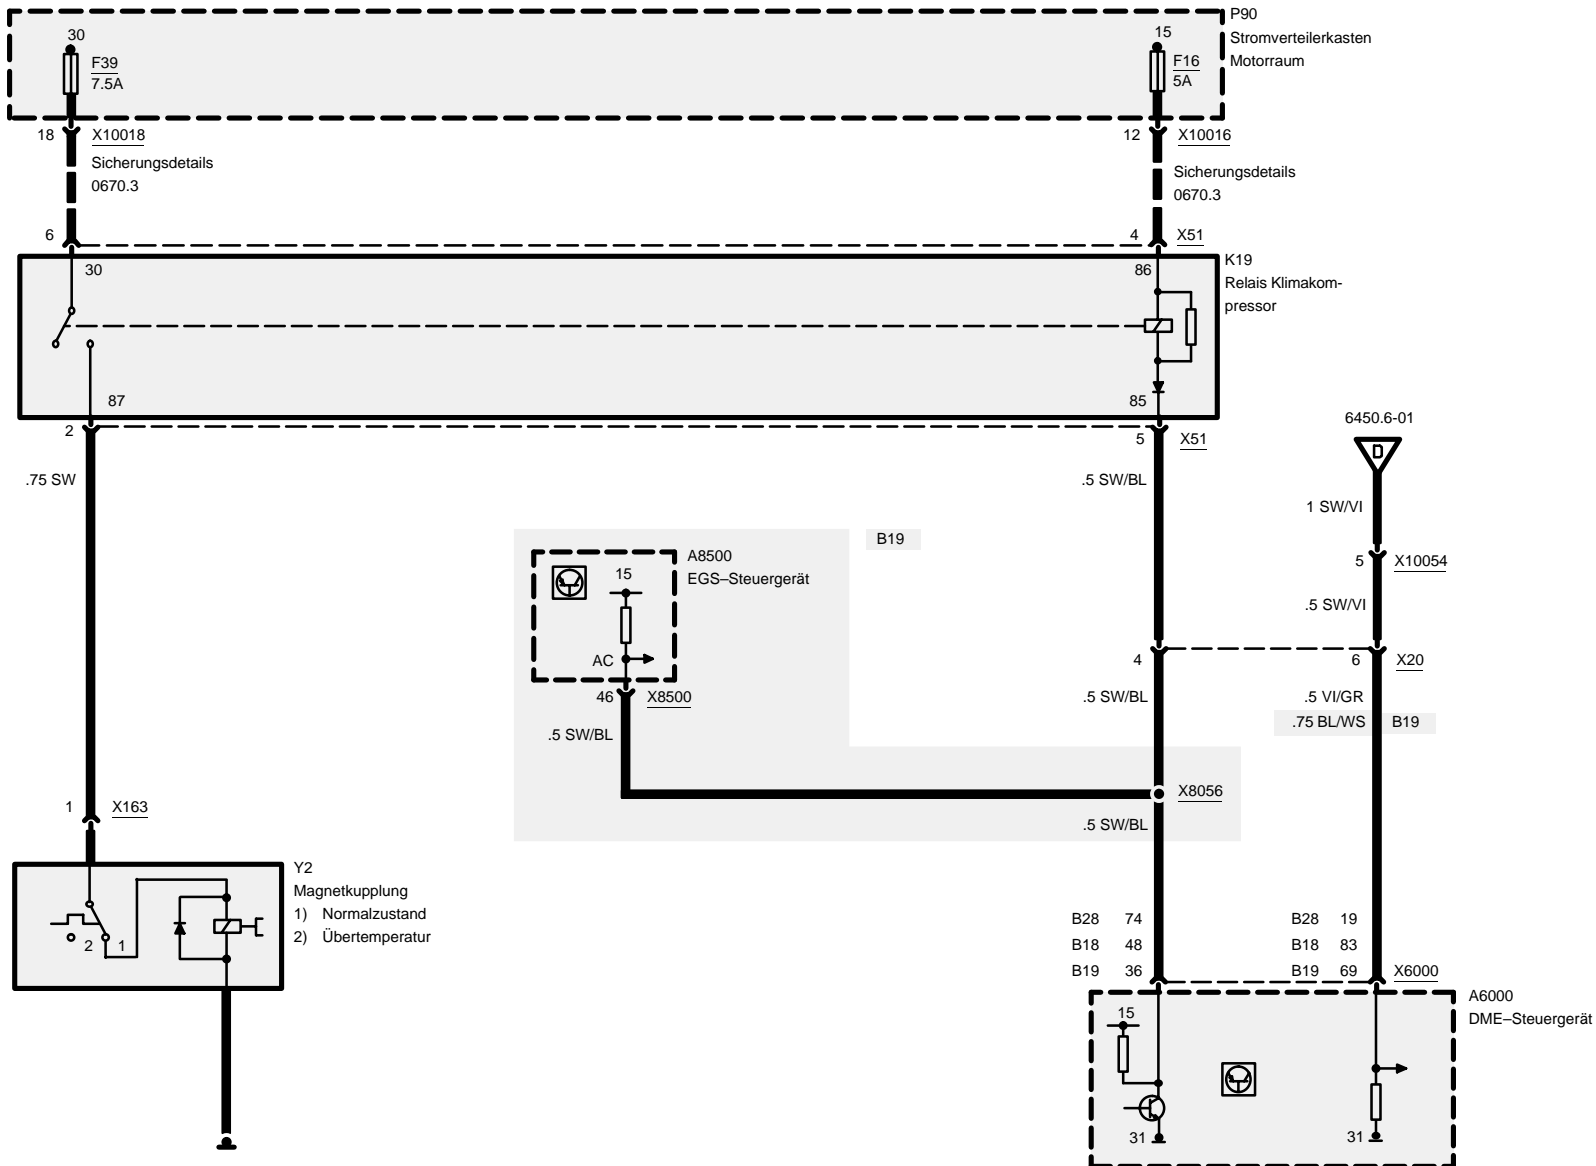 P90
Stromverteilerkasten
Motorraum
30
F39
7.5A
15
F16
5A
18 X10018
Sicherungsdetails
0670.3
12 X10016
Sicherungsdetails
0670.3
6
4 X51
30
86
K19
Relais Klimakom-
pressor
87
85
2
5 X51
.75 SW
.5 SW/BL
6450.6-01
D
1 SW/VI
5 X10054
.5 SW/VI
B19
A8500
EGS–Steuergerät
15
AC
46 X8500
.5 SW/BL
4
6 X20
.5 SW/BL
.5 VI/GR
.75 BL/WS B19
X8056
.5 SW/BL
1 X163
Y2
Magnetkupplung
1) Normalzustand
2) Übertemperatur
2 1
B28 74
B18 48
B19 36
B28 19
B18 83
B19 69 X6000
A6000
DME–Steuergerät
15
31
31